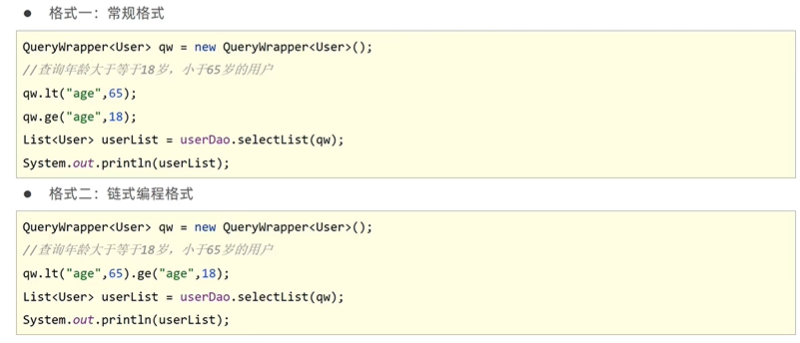 ● 格式一：常规格式
QueryWrapper<User> qw = new QueryWrapper<User>();
//查询年龄大于等于18岁，小于65岁的用户
qw.lt("age",65);
qw.ge("age",18);
List<User> userList = userDao.selectList(qw);
System.out.println(userList);
● 格式二：链式编程格式
QueryWrapper<User> qw = new QueryWrapper<User>();
//查询年龄大于等于18岁，小于65岁的用户
qw.lt("age",65).ge("age",18);
List<User> userList = userDao.selectList(qw);
System.out.println(userList);